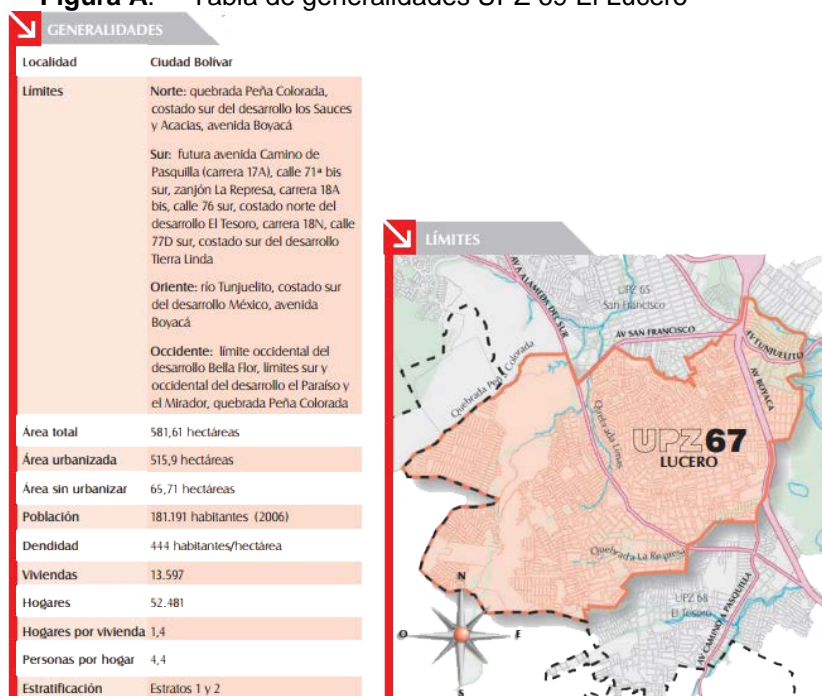 Figura A. Tabla de generalidades UPZ 69 El Lucero
GENERALIDADES
Localidad Ciudad Bolívar
Límites Norte: quebrada Peña Colorada,
costado sur del desarrollo los Sauces
y Acacias, avenida Boyacá
Sur: futura avenida Camino de
Pasquilla (carrera 17A), calle 71ª bis
sur, zanjón La Represa, carrera 18A
bis, calle 76 sur, costado norte del
desarrollo El Tesoro, carrera 18N, calle
77D sur, costado sur del desarrollo
Tierra Linda
Oriente: río Tunjuelito, costado sur
del desarrollo México, avenida
Boyacá
Occidente: límite occidental del
desarrollo Bella Flor, límites sur y
occidental del desarrollo el Paraíso y
el Mirador, quebrada Peña Colorada
Área total 581,61 hectáreas
Área urbanizada 515,9 hectáreas
Área sin urbanizar 65,71 hectáreas
Población 181.191 habitantes (2006)
Dendidad 444 habitantes/hectárea
Viviendas 13.597
Hogares 52.481
Hogares por vivienda 1,4
Personas por hogar 4,4
Estratificación Estratos 1 y 2
LÍMITES
AV ALAMEDA DEL SUR
UPZ 65
San Francisco
AV SAN FRANCISCO
TUNJUELITO
AV BOYACA
Quebrada Peña Colorada
Quebrada Limas
UPZ 67
LUCERO
Quebrada La Represa
UPZ 68
El Tesoro
AV CAMINO A PASQUILLA
N
O
E
S